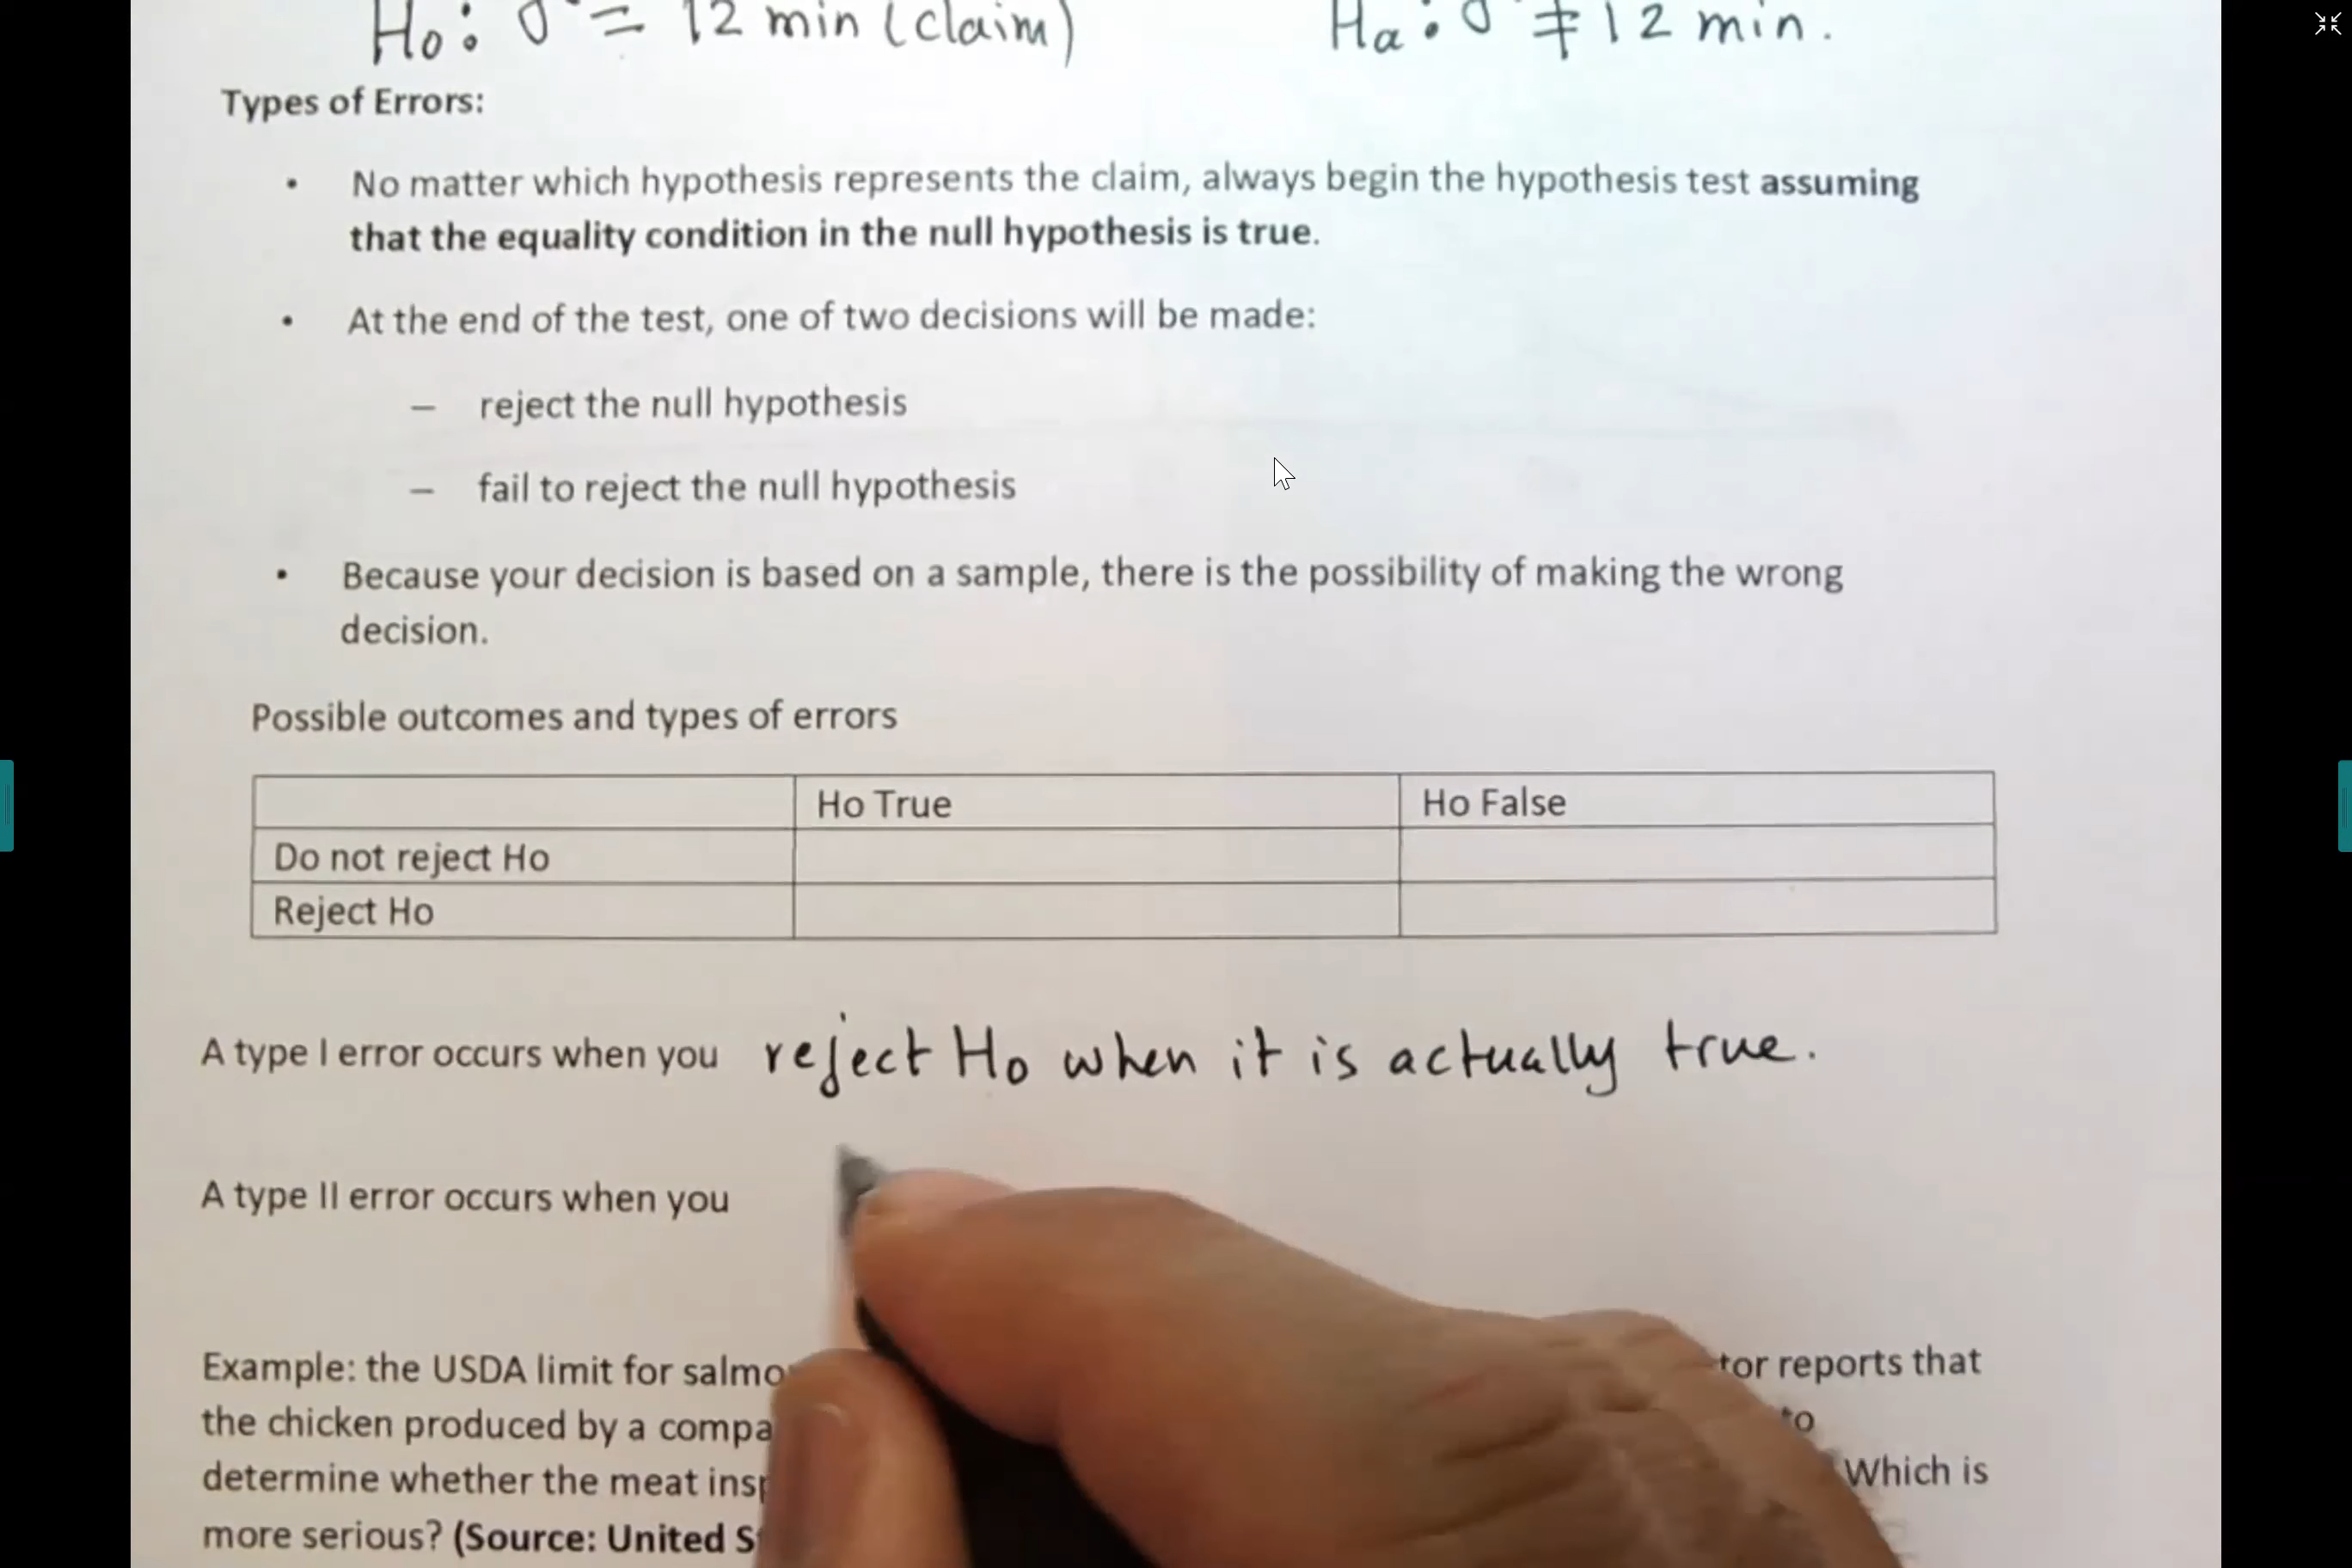 Ho: σ = 12 min (claim) Ha: σ ≠ 12 min.
Types of Errors:
• No matter which hypothesis represents the claim, always begin the hypothesis test assuming
that the equality condition in the null hypothesis is true.
• At the end of the test, one of two decisions will be made:
– reject the null hypothesis
– fail to reject the null hypothesis
• Because your decision is based on a sample, there is the possibility of making the wrong
decision.
Possible outcomes and types of errors
Ho True Ho False
Do not reject Ho
Reject Ho
A type I error occurs when you reject Ho when it is actually true.
A type II error occurs when you
Example: the USDA limit for reports that
the chicken produced by a to
determine whether the meat Which is
more serious? (Source: United